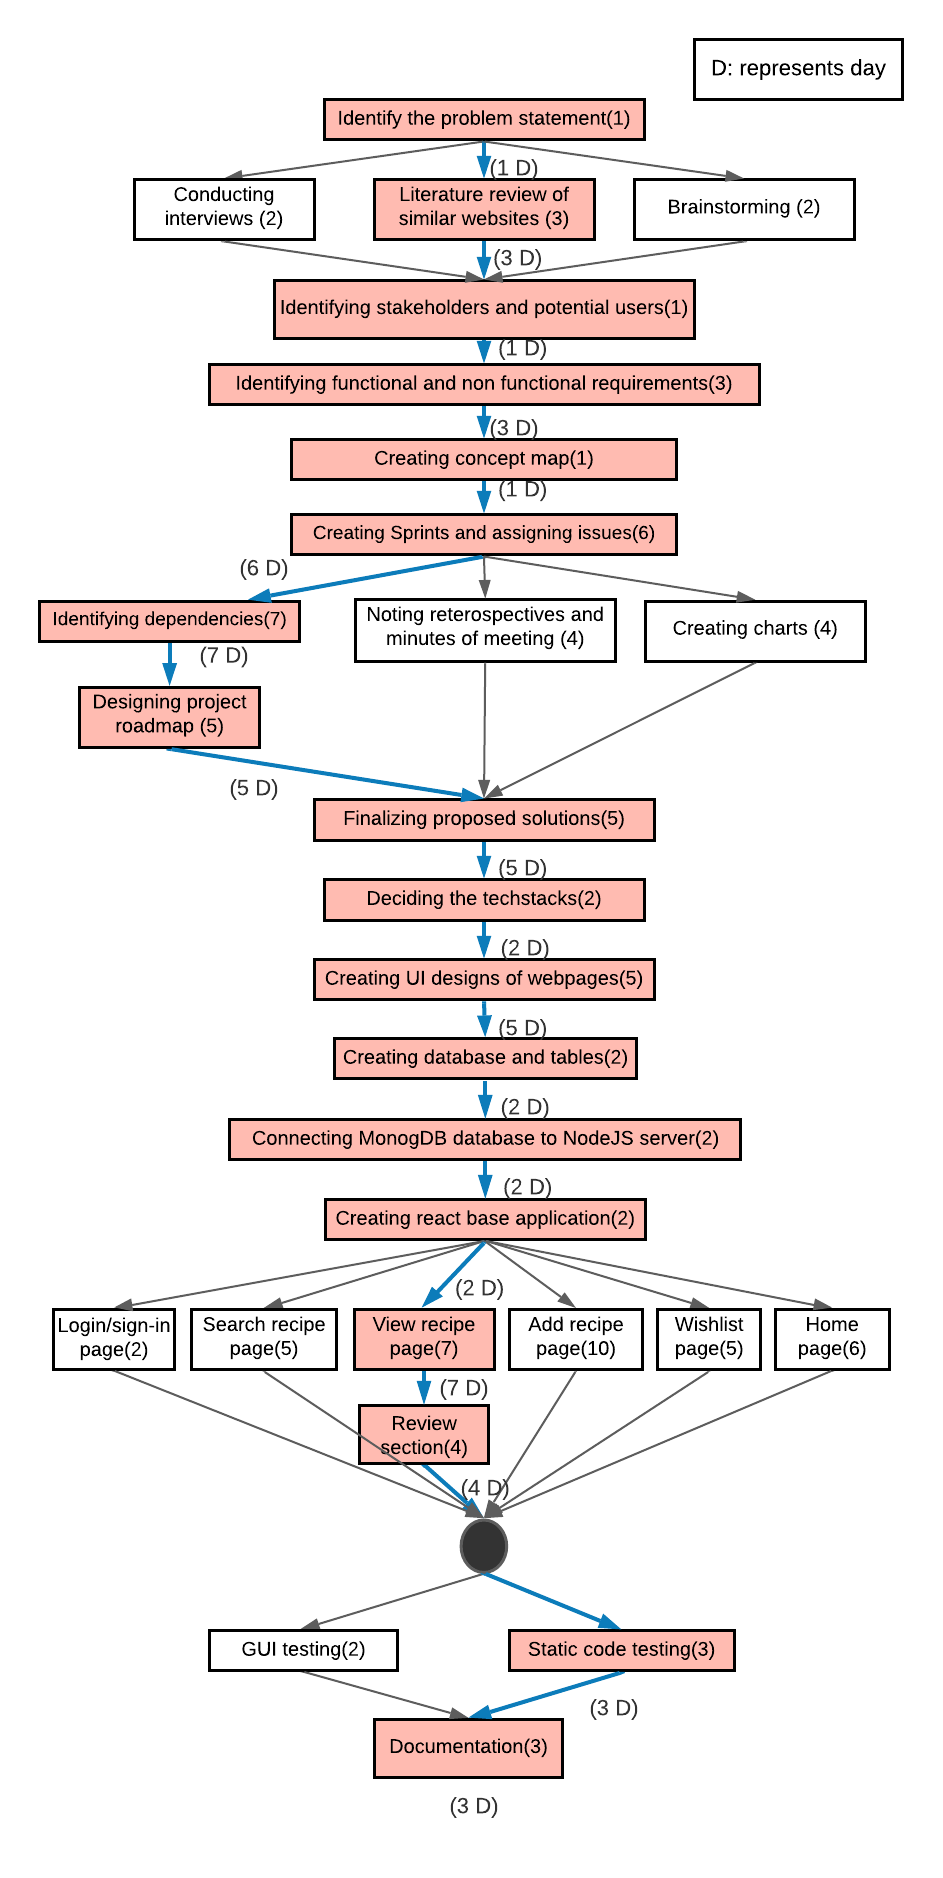 D: represents day
Identify the problem statement(1)
(1 D)
Conducting
interviews (2)
Literature review of
similar websites (3)
Brainstorming (2)
(3 D)
Identifying stakeholders and potential users(1)
(1 D)
Identifying functional and non functional requirements(3)
(3 D)
Creating concept map(1)
(1 D)
Creating Sprints and assigning issues(6)
(6 D)
Identifying dependencies(7)
Noting reterospectives and
minutes of meeting (4)
Creating charts (4)
(7 D)
Designing project
roadmap (5)
(5 D)
Finalizing proposed solutions(5)
(5 D)
Deciding the techstacks(2)
(2 D)
Creating UI designs of webpages(5)
(5 D)
Creating database and tables(2)
(2 D)
Connecting MonogDB database to NodeJS server(2)
(2 D)
Creating react base application(2)
(2 D)
Login/sign-in
page(2)
Search recipe
page(5)
View recipe
page(7)
Add recipe
page(10)
Wishlist
page(5)
Home
page(6)
(7 D)
Review
section(4)
(4 D)
GUI testing(2)
Static code testing(3)
(3 D)
Documentation(3)
(3 D)